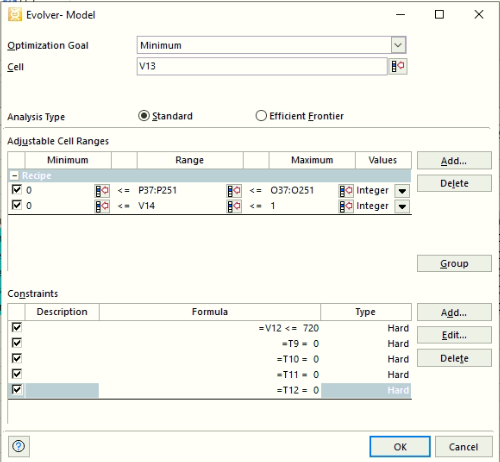 Evolver- Model
Optimization Goal Minimum
Cell V13
Analysis Type Standard Efficient Frontier
Adjustable Cell Ranges
Minimum Range Maximum Values Add...
Recipe
0 <= P37:P251 <= O37:O251 Integer Delete
0 <= V14 <= 1 Integer
Group
Constraints
Description Formula Type Add...
=V12 <= 720 Hard
Edit...
=T9 = 0 Hard
=T10 = 0 Hard
Delete
=T11 = 0 Hard
=T12 = 0 Hard
OK Cancel